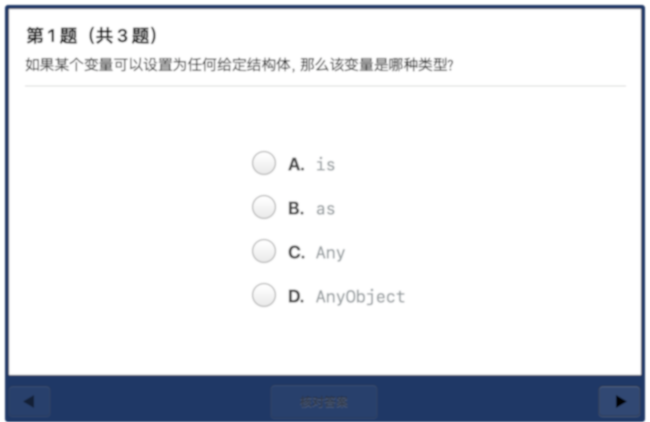 第1题（共3题）
如果某个变量可以设置为任何给定结构体, 那么该变量是哪种类型?
A. is
B. as
C. Any
D. AnyObject